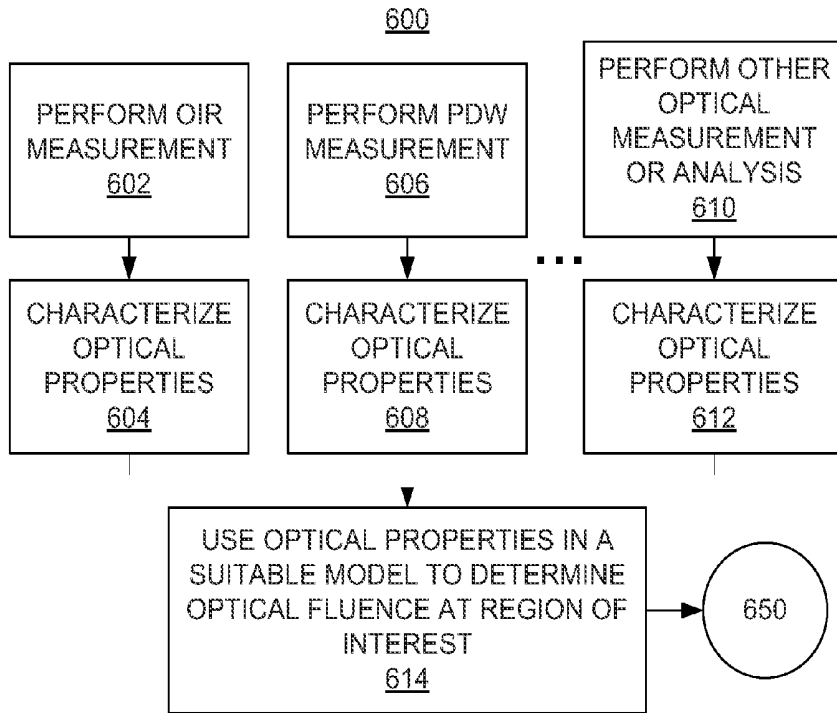 600
PERFORM OIR
MEASUREMENT
602
PERFORM PDW
MEASUREMENT
606
PERFORM OTHER
OPTICAL
MEASUREMENT
OR ANALYSIS
610
...
CHARACTERIZE
OPTICAL
PROPERTIES
604
CHARACTERIZE
OPTICAL
PROPERTIES
608
CHARACTERIZE
OPTICAL
PROPERTIES
612
USE OPTICAL PROPERTIES IN A
SUITABLE MODEL TO DETERMINE
OPTICAL FLUENCE AT REGION OF
INTEREST
614
650